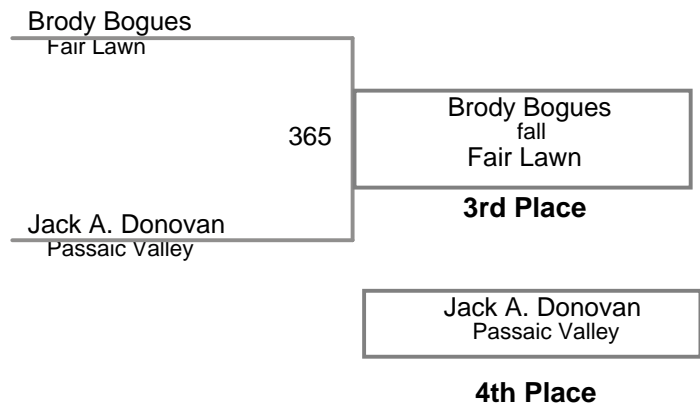 Brody Bogues
Fair Lawn
365
Brody Bogues
fall
Fair Lawn
3rd Place
Jack A. Donovan
Passaic Valley
Jack A. Donovan
Passaic Valley
4th Place